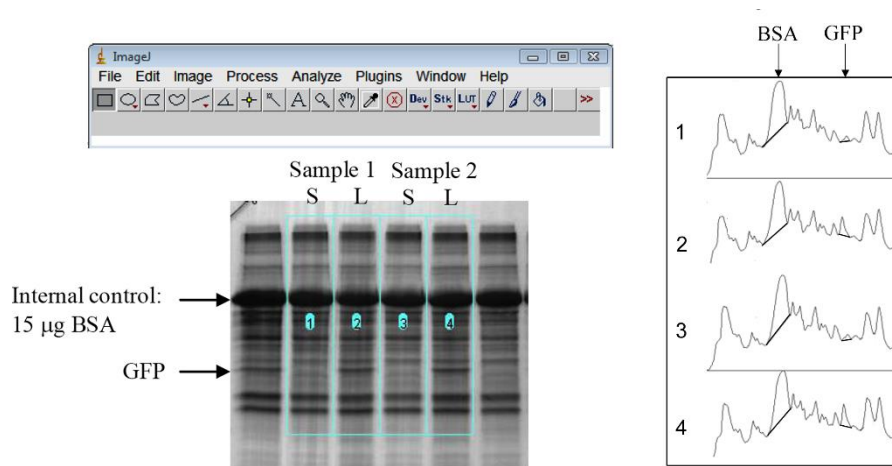 ImageJ
File Edit Image Process Analyze Plugins Window Help
A Dev Stk LUT >>
Sample 1 Sample 2
S L S L
Internal control:
15 μg BSA
GFP
1 2 3 4
BSA GFP
1
2
3
4